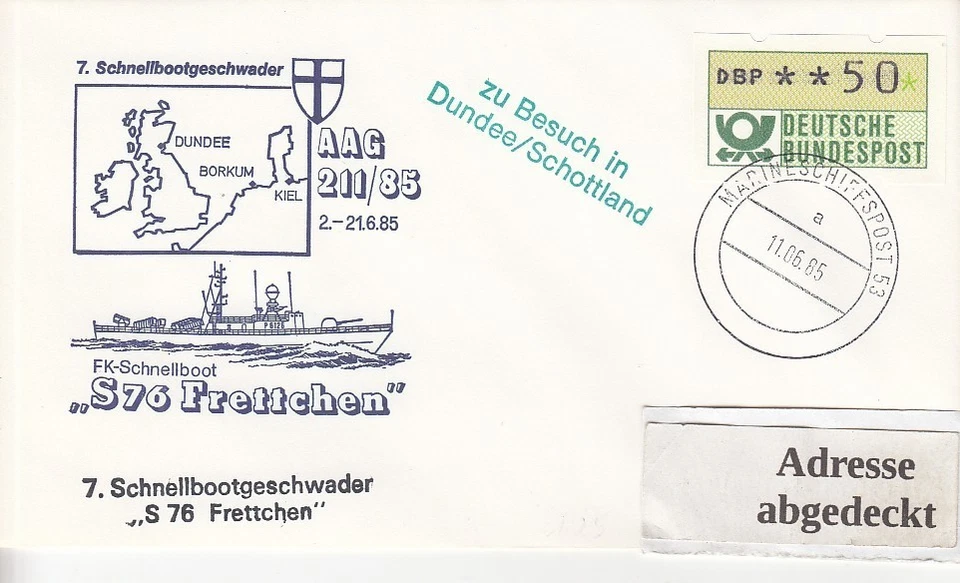 7. Schnellbootgeschwader
DUNDEE
BORKUM
KIEL
AAG
211/85
2.–21.6.85
P6126
FK-Schnellboot
„S76 Frettchen”
7. Schnellbootgeschwader
„S 76 Frettchen”
zu Besuch in
Dundee/Schottland
DBP **50*
DEUTSCHE
BUNDESPOST
MARINESCHIFFSPOST 53
a
11.06.85
Adresse
abgedeckt